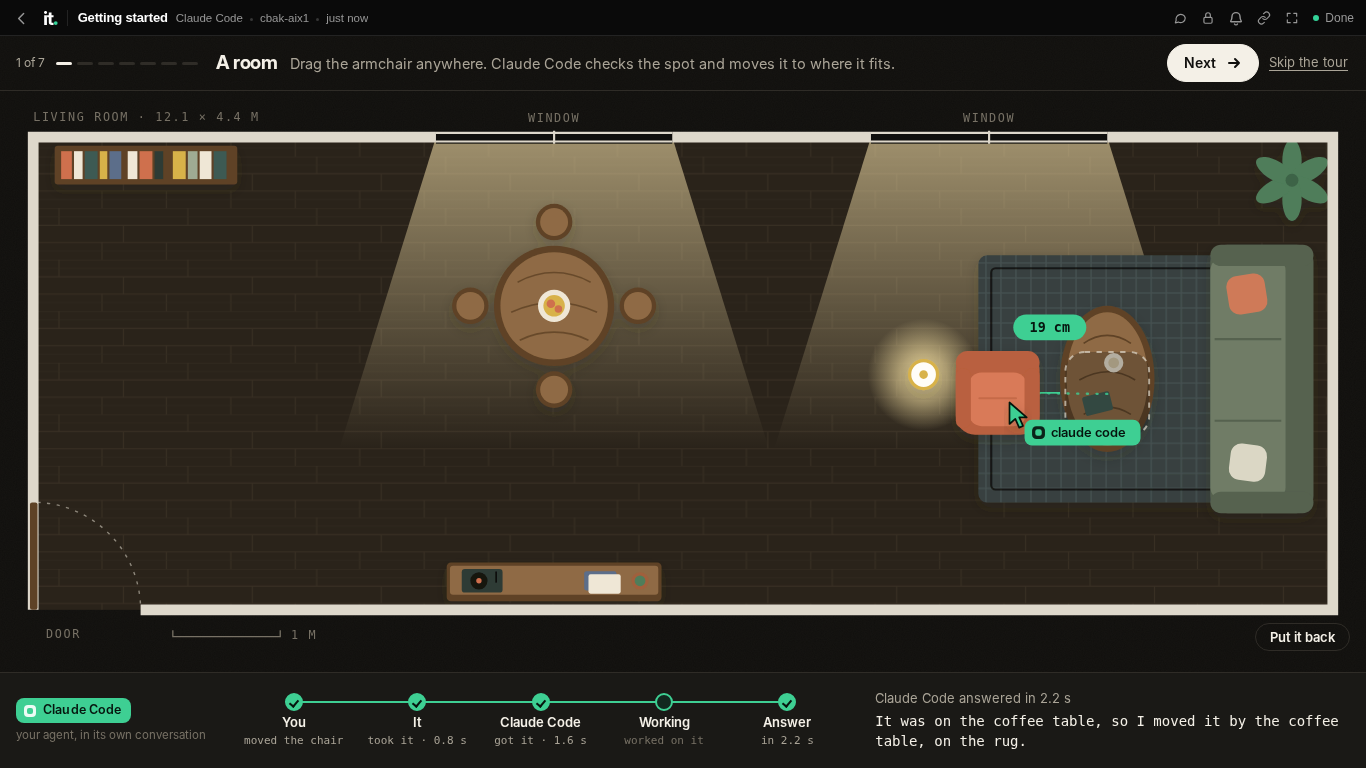 it. Getting started Claude Code • cbak-aix1 • just now Done
1 of 7 A room Drag the armchair anywhere. Claude Code checks the spot and moves it to where it fits. Next → Skip the tour
LIVING ROOM · 12.1 × 4.4 M WINDOW WINDOW
19 cm
claude code
DOOR 1 M Put it back
Claude Code
your agent, in its own conversation
You It Claude Code Working Answer
moved the chair took it · 0.8 s got it · 1.6 s worked on it in 2.2 s
Claude Code answered in 2.2 s
It was on the coffee table, so I moved it by the coffee
table, on the rug.